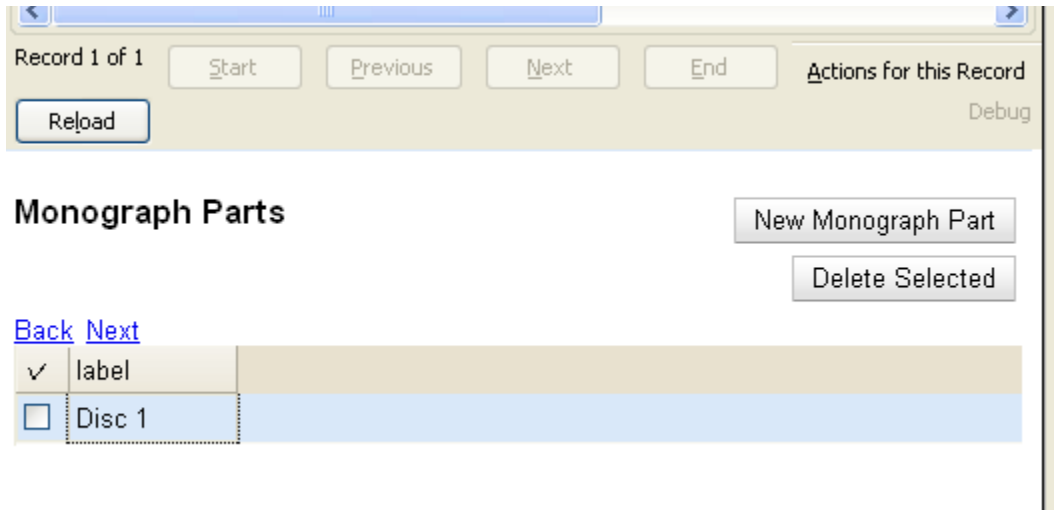 Record 1 of 1 Start Previous Next End Actions for this Record
Reload Debug
Monograph Parts New Monograph Part
Delete Selected
Back Next
✓ label
Disc 1